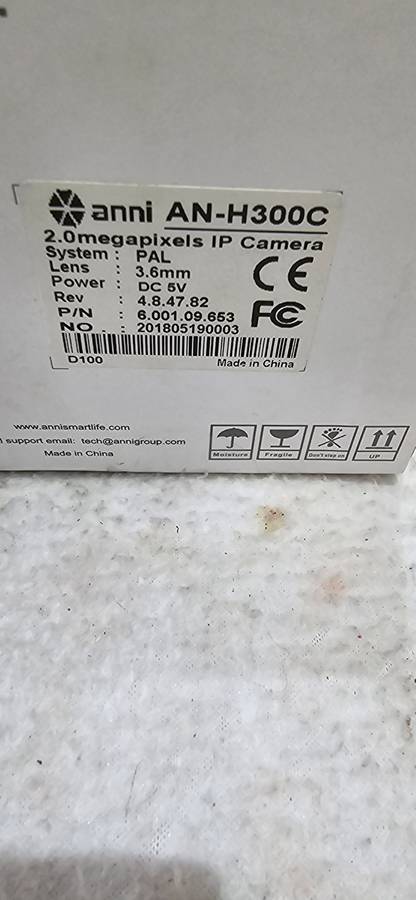 anni AN-H300C
2.0megapixels IP Camera
System : PAL
Lens : 3.6mm
Power : DC 5V
Rev : 4.8.47.82
P/N : 6.001.09.653
NO . : 201805190003
CE
FC
D100 Made in China
www.annismartlife.com
support email: tech@annigroup.com
Made in China
Moisture Fragile Don't step on UP